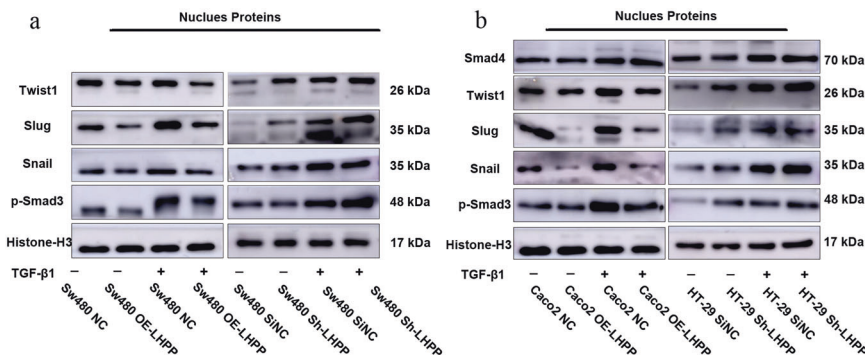 a
Nuclues Proteins
Twist1
26 kDa
Slug
35 kDa
Snail
35 kDa
p-Smad3
48 kDa
Histone-H3
17 kDa
TGF-β1 − − + + − − + +
Sw480 NC
Sw480 OE-LHPP
Sw480 NC
Sw480 OE-LHPP
Sw480 SiNC
Sw480 Sh-LHPP
Sw480 SiNC
Sw480 Sh-LHPP
b
Nuclues Proteins
Smad4
70 kDa
Twist1
26 kDa
Slug
35 kDa
Snail
35 kDa
p-Smad3
48 kDa
Histone-H3
17 kDa
TGF-β1 − − + + − − + +
Caco2 NC
Caco2 OE-LHPP
Caco2 NC
Caco2 OE-LHPP
HT-29 SiNC
HT-29 Sh-LHPP
HT-29 SiNC
HT-29 Sh-LHPP